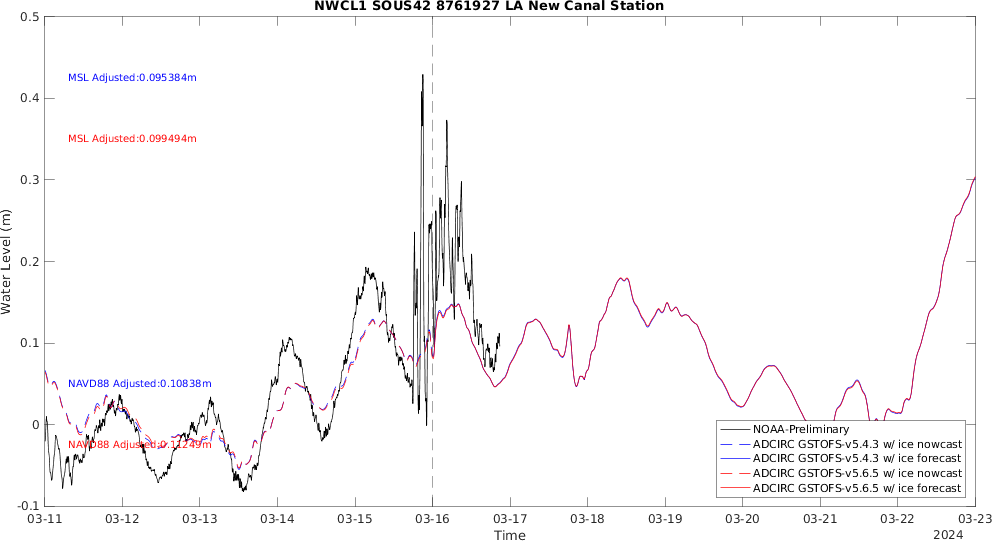 NWCL1 SOUS42 8761927 LA New Canal Station
0.5
0.4
0.3
0.2
0.1
0
-0.1
Water Level (m)
MSL Adjusted:0.095384m
MSL Adjusted:0.099494m
NAVD88 Adjusted:0.10838m
NAVD88 Adjusted:0.11249m
NOAA-Preliminary
ADCIRC GSTOFS-v5.4.3 w/ ice nowcast
ADCIRC GSTOFS-v5.4.3 w/ ice forecast
ADCIRC GSTOFS-v5.6.5 w/ ice nowcast
ADCIRC GSTOFS-v5.6.5 w/ ice forecast
03-11 03-12 03-13 03-14 03-15 03-16 03-17 03-18 03-19 03-20 03-21 03-22 03-23
Time
2024